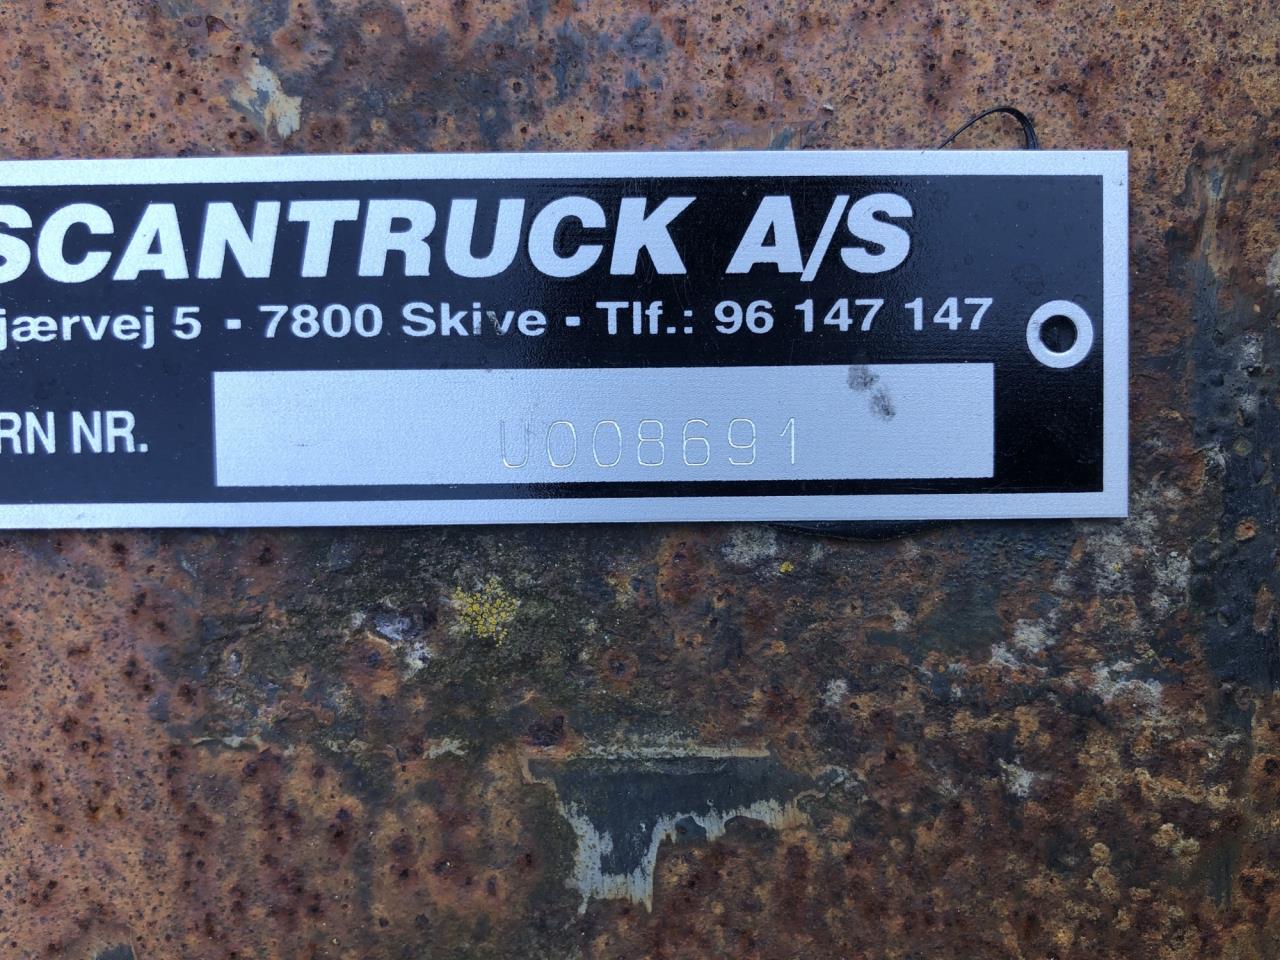 SCANTRUCK A/S
jærvej 5 - 7800 Skive - Tlf.: 96 147 147
RN NR. U008691